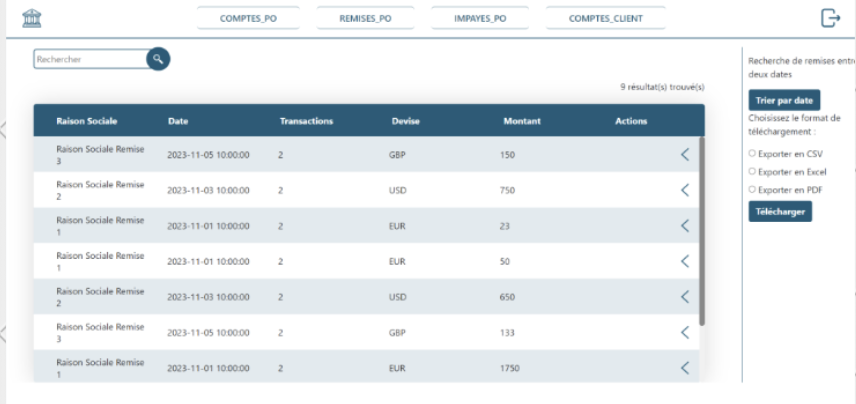 COMPTES_PO REMISES_PO IMPAYES_PO COMPTES_CLIENT
Rechercher
9 résultat(s) trouvé(s)
Raison Sociale Date Transactions Devise Montant Actions
Raison Sociale Remise
3 2023-11-05 10:00:00 2 GBP 150
Raison Sociale Remise
2 2023-11-03 10:00:00 2 USD 750
Raison Sociale Remise
1 2023-11-01 10:00:00 2 EUR 23
Raison Sociale Remise
1 2023-11-01 10:00:00 2 EUR 50
Raison Sociale Remise
2 2023-11-03 10:00:00 2 USD 650
Raison Sociale Remise
3 2023-11-05 10:00:00 2 GBP 133
Raison Sociale Remise
1 2023-11-01 10:00:00 2 EUR 1750
Recherche de remises entre
deux dates
Trier par date
Choisissez le format de
téléchargement :
Exporter en CSV
Exporter en Excel
Exporter en PDF
Télécharger